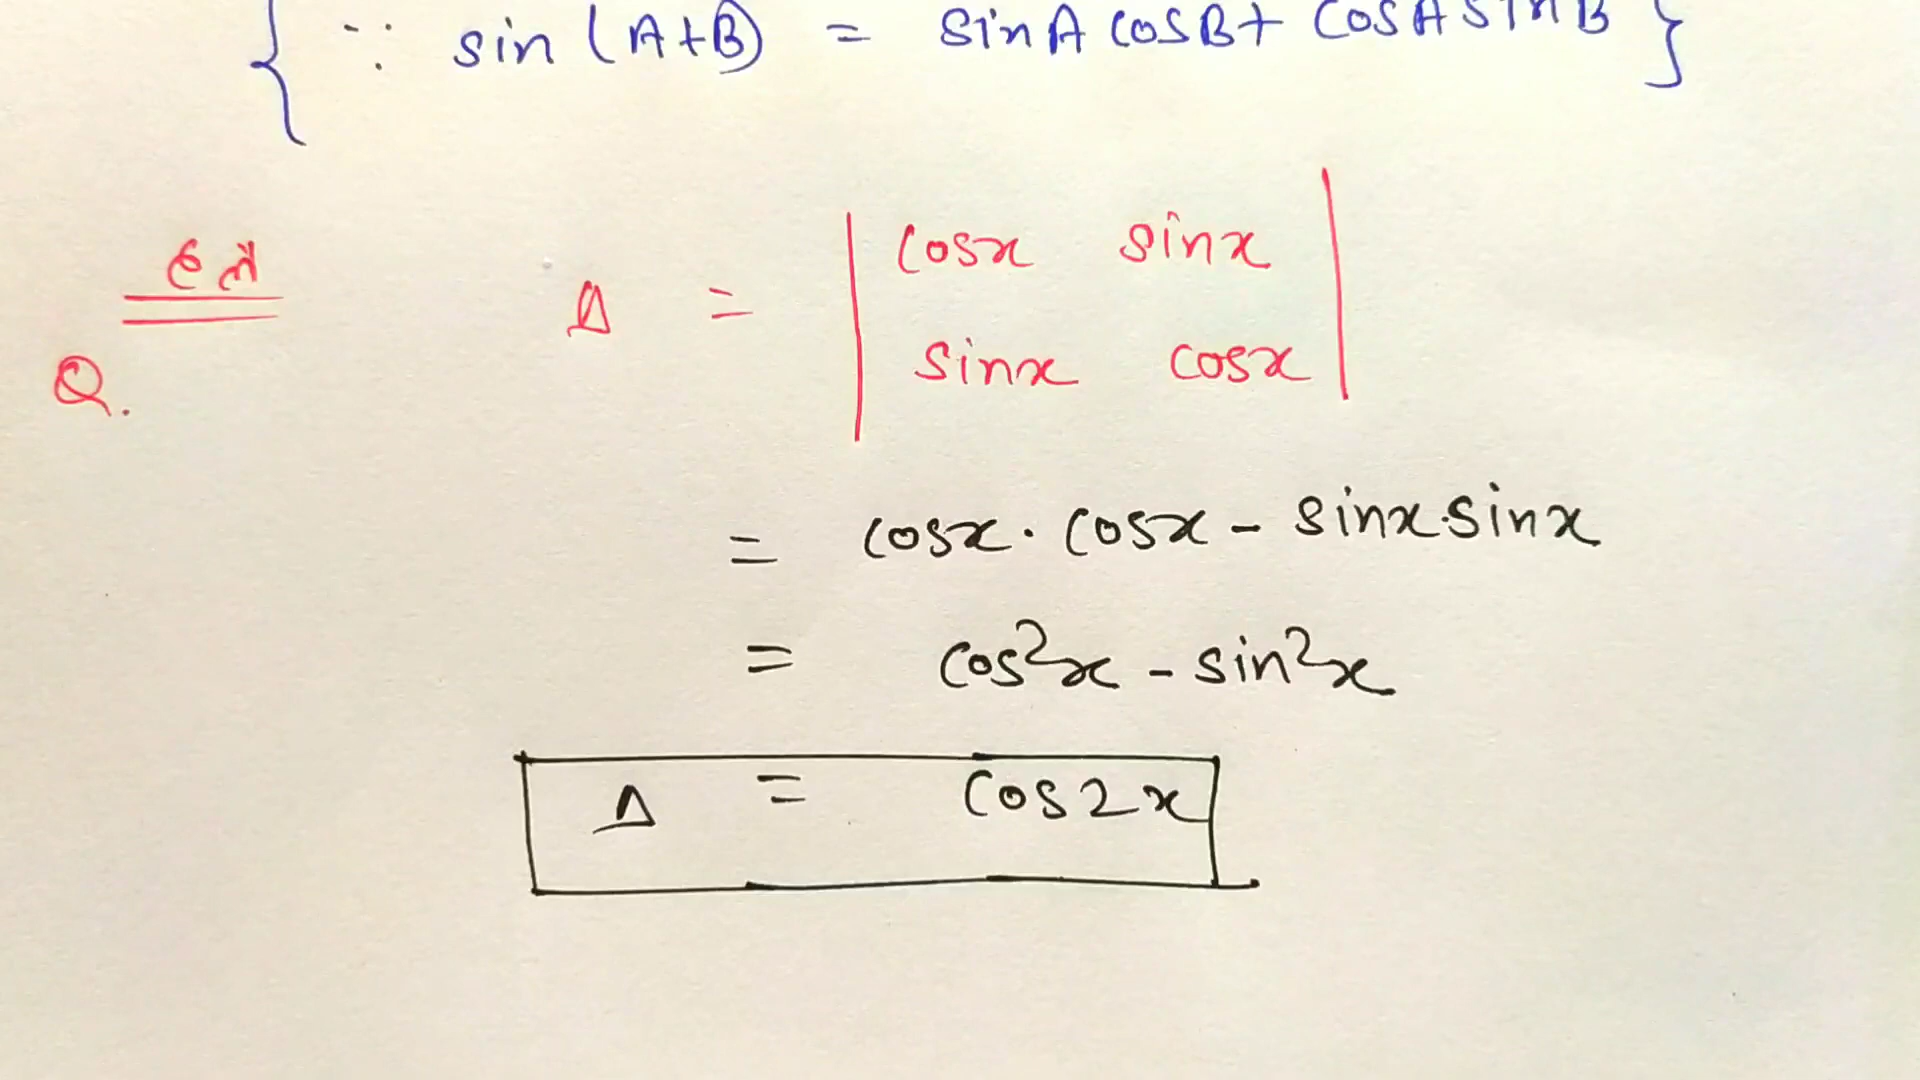 { ∵ sin (A+B) = sinA cosB + cosA sinB }
हल
Q.
Δ = | cosx sinx |
| sinx cosx |
= cosx · cosx - sinx · sinx
= cos²x - sin²x
Δ = cos2x